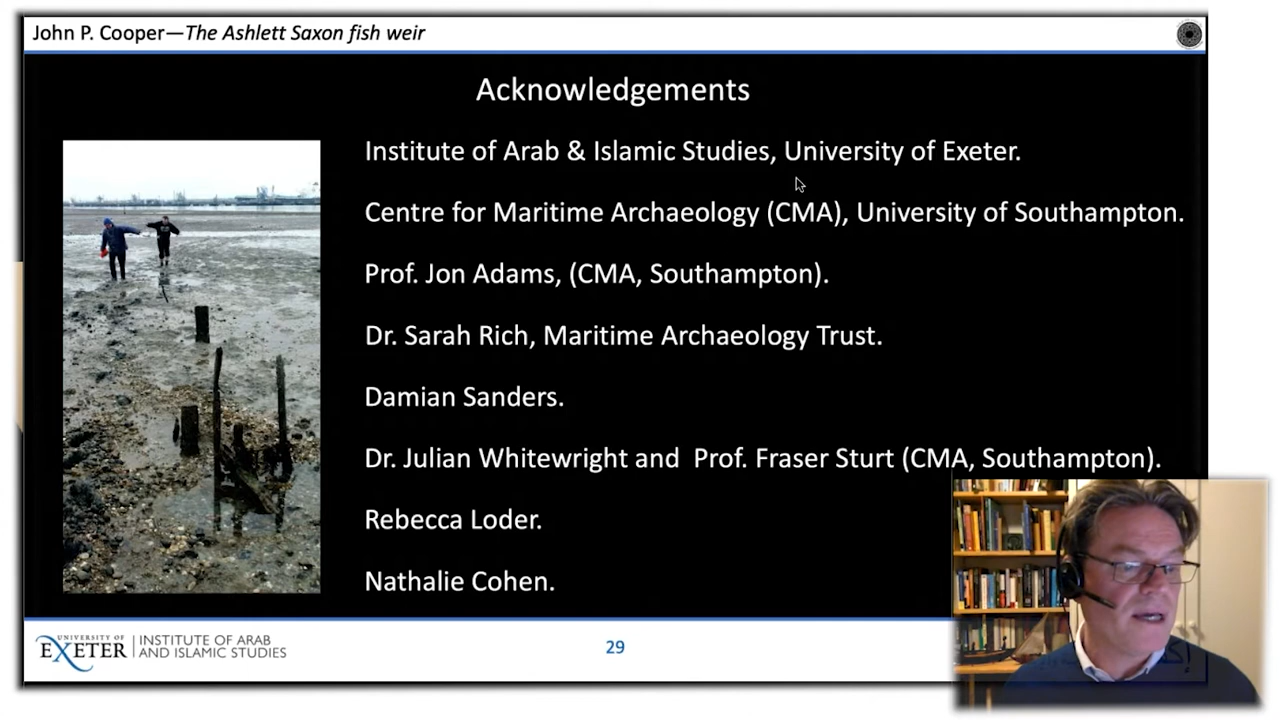 John P. Cooper—The Ashlett Saxon fish weir
Acknowledgements
Institute of Arab & Islamic Studies, University of Exeter.
Centre for Maritime Archaeology (CMA), University of Southampton.
Prof. Jon Adams, (CMA, Southampton).
Dr. Sarah Rich, Maritime Archaeology Trust.
Damian Sanders.
Dr. Julian Whitewright and  Prof. Fraser Sturt (CMA, Southampton).
Rebecca Loder.
Nathalie Cohen.
UNIVERSITY OF
EXETER
INSTITUTE OF ARAB
AND ISLAMIC STUDIES
29